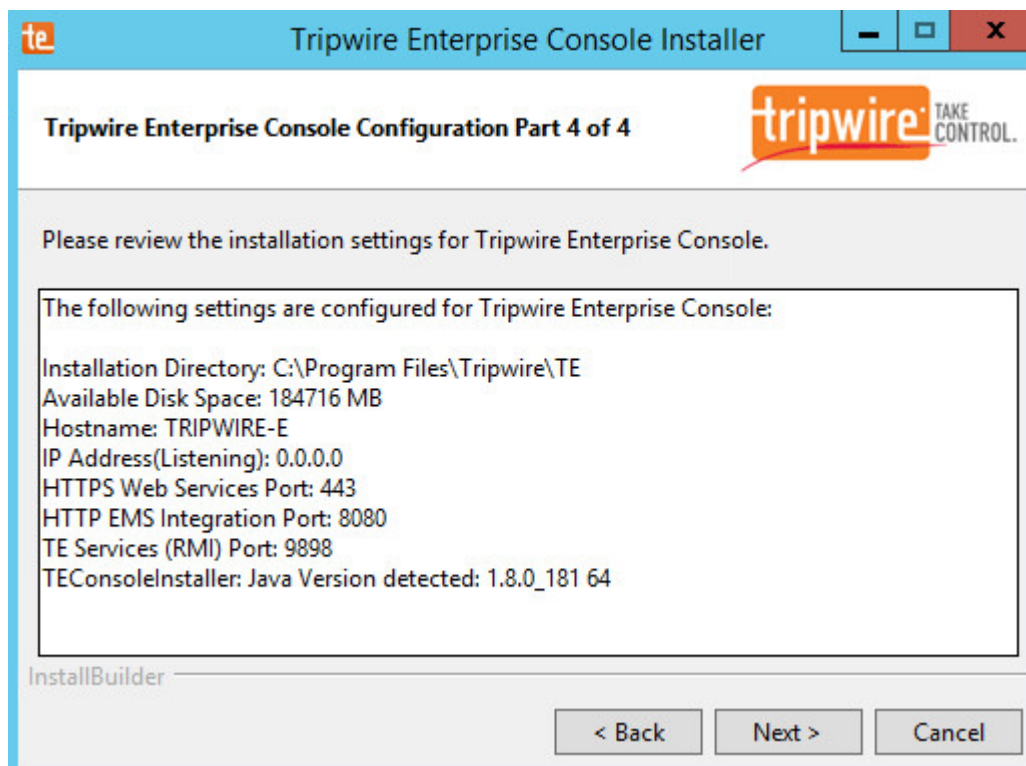 te
Tripwire Enterprise Console Installer
Tripwire Enterprise Console Configuration Part 4 of 4
tripwire TAKE CONTROL.
Please review the installation settings for Tripwire Enterprise Console.
The following settings are configured for Tripwire Enterprise Console:
Installation Directory: C:\Program Files\Tripwire\TE
Available Disk Space: 184716 MB
Hostname: TRIPWIRE-E
IP Address(Listening): 0.0.0.0
HTTPS Web Services Port: 443
HTTP EMS Integration Port: 8080
TE Services (RMI) Port: 9898
TEConsoleInstaller: Java Version detected: 1.8.0_181 64
InstallBuilder
< Back
Next >
Cancel